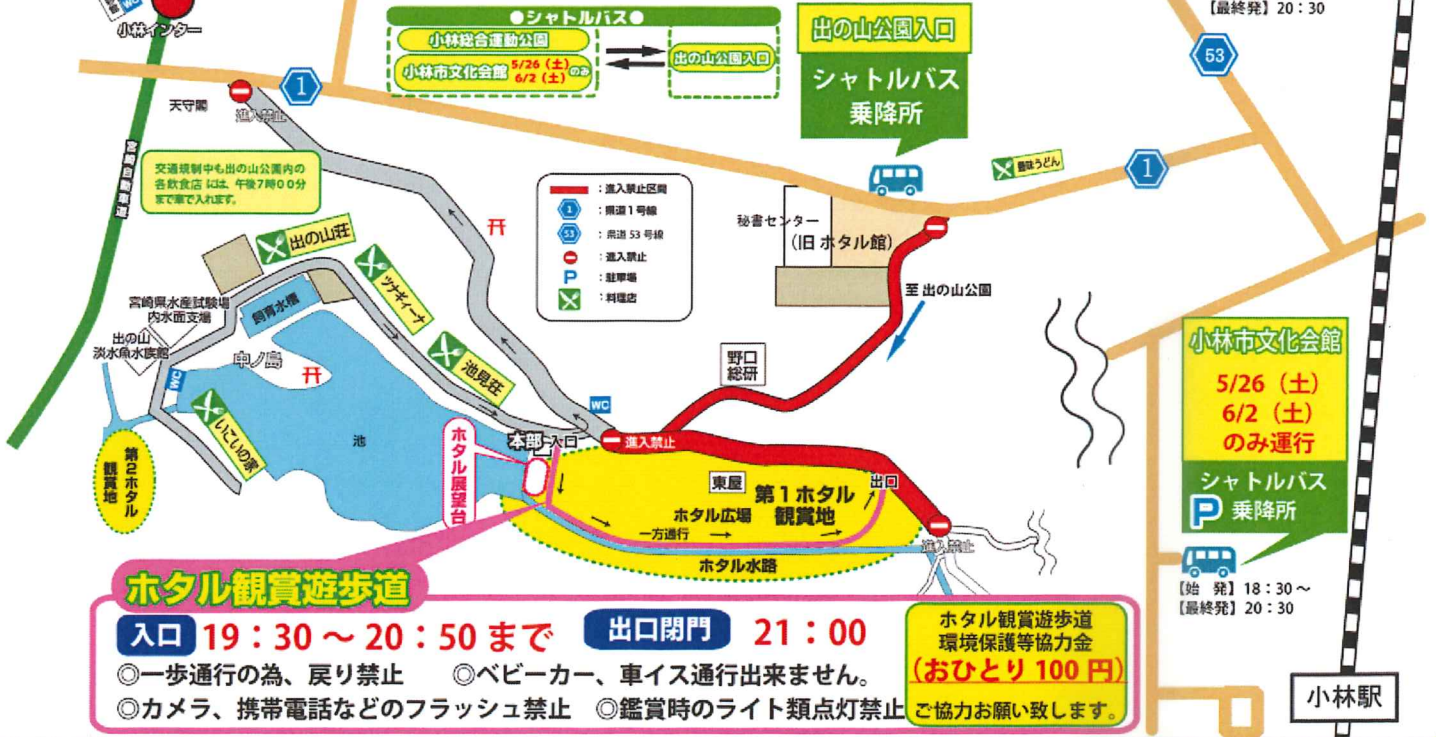 WC
小林インター
●シャトルバス●
小林総合運動公園
小林市文化会館 5/26（土）6/2（土）のみ
出の山公園入口
出の山公園入口
シャトルバス
乗降所
【最終発】20：30
53
1
天守閣
進入禁止
宮崎自動車道
交通規制中も出の山公園内の
各飲食店 には、午後7時００分
まで車で入れます。
：進入禁止区間
1 ：県道１号線
53 ：県道 53 号線
：進入禁止
P ：駐車場
：料理店
秘書センター
（旧 ホタル館）
豊味うどん
1
至 出の山公園
出の山荘
ツナギィーナ
池見荘
いこいの家
宮崎県水産試験場
内水面支場
飼育水槽
出の山
淡水魚水族館
中ノ島
WC
池
第２ホタル
観賞地
野口
総研
WC
本部
入口
進入禁止
ホタル展望台
東屋
第１ホタル
観賞地
ホタル広場
出口
一方通行
ホタル水路
進入禁止
小林市文化会館
5/26（土）
6/2（土）
のみ運行
シャトルバス
P 乗降所
【始　発】18：30～
【最終発】20：30
小林駅
ホタル観賞遊歩道
入口 19：30 ～ 20：50 まで
出口閉門 21：00
◎一歩通行の為、戻り禁止
◎ベビーカー、車イス通行出来ません。
◎カメラ、携帯電話などのフラッシュ禁止
◎鑑賞時のライト類点灯禁止
ホタル観賞遊歩道
環境保護等協力金
（おひとり 100 円）
ご協力お願い致します。